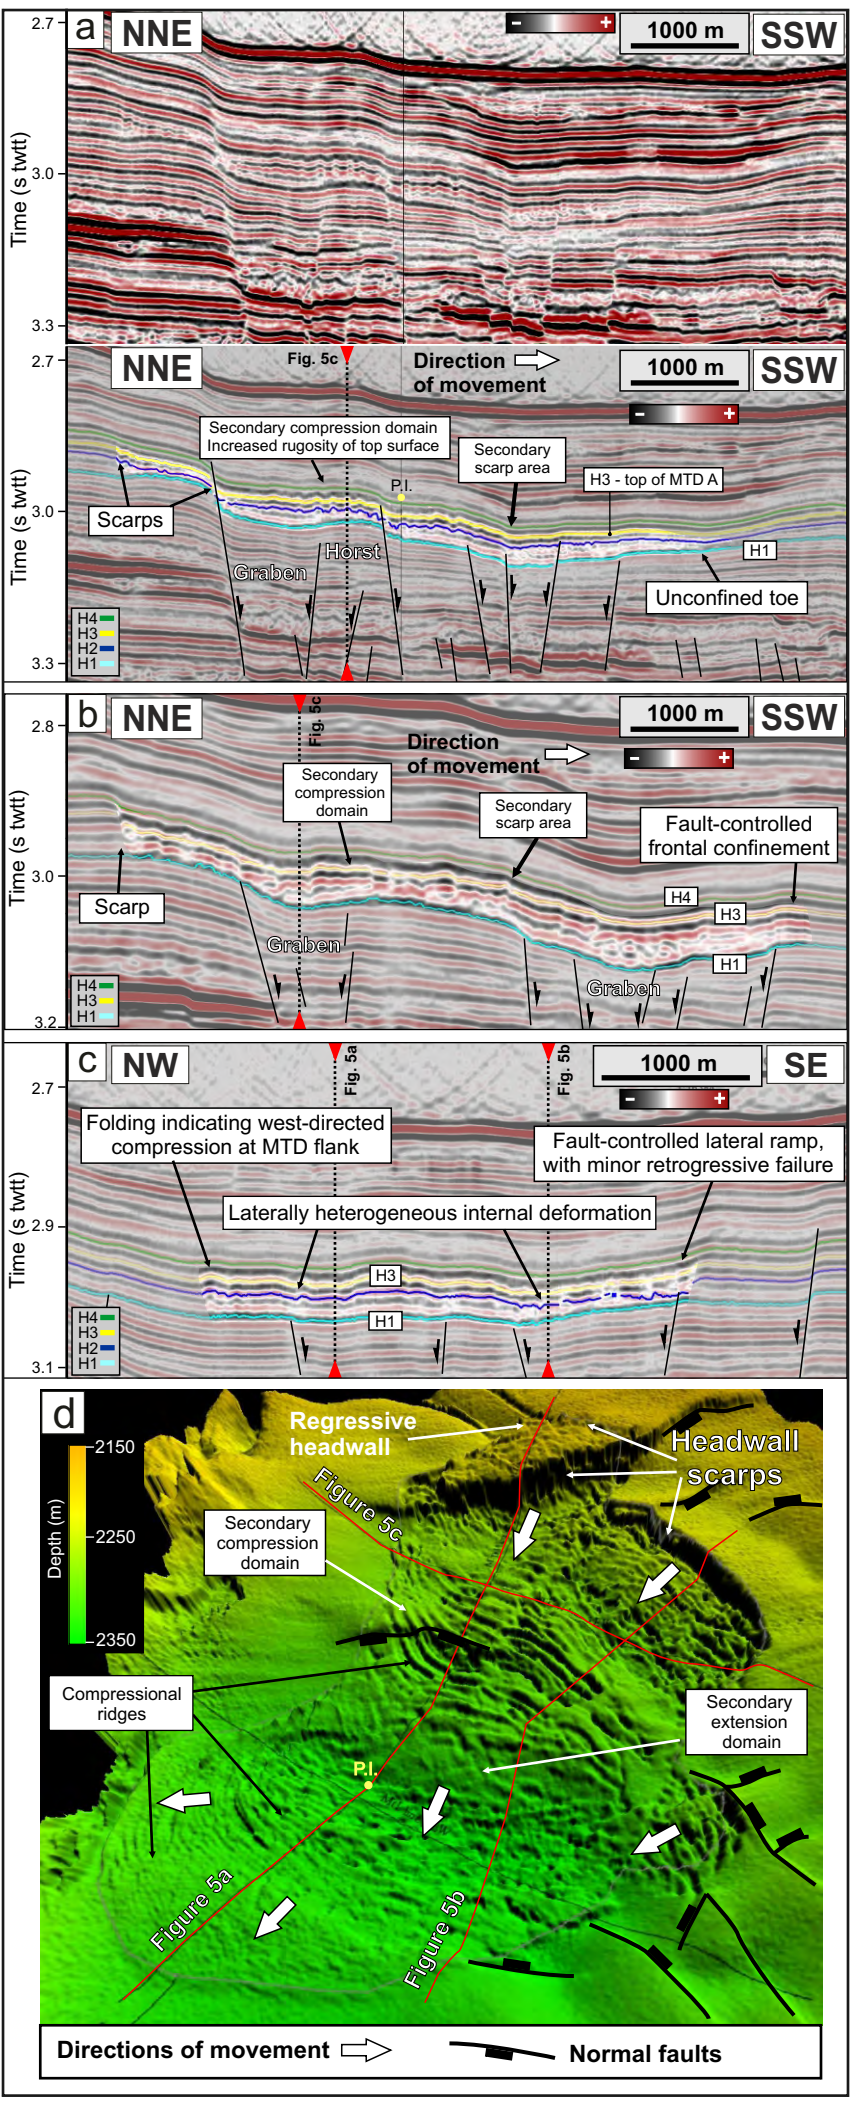 a
NNE
- +
1000 m
SSW
2.7
3.0
3.3
Time (s twtt)
NNE
Fig. 5c
Direction
of movement
1000 m
SSW
- +
2.7
3.0
3.3
Time (s twtt)
Secondary compression domain
Increased rugosity of top surface
Secondary
scarp area
P.I.
H3 - top of MTD A
Scarps
Horst
Graben
H1
Unconfined toe
H4
H3
H2
H1
b
NNE
Fig. 5c
Direction
of movement
1000 m
SSW
- +
2.8
3.0
3.2
Time (s twtt)
Secondary
compression
domain
Secondary
scarp area
Fault-controlled
frontal confinement
Scarp
H4
H3
H1
Graben
Graben
H4
H3
H1
c
NW
Fig. 5a
Fig. 5b
1000 m
SE
- +
2.7
2.9
3.1
Time (s twtt)
Folding indicating west-directed
compression at MTD flank
Fault-controlled lateral ramp,
with minor retrogressive failure
Laterally heterogeneous internal deformation
H3
H1
H4
H3
H2
H1
d
2150
2250
2350
Depth (m)
Regressive
headwall
Headwall
scarps
Figure 5c
Secondary
compression
domain
Compressional
ridges
Secondary
extension
domain
P.I.
Figure 5a
Figure 5b
Directions of movement
Normal faults